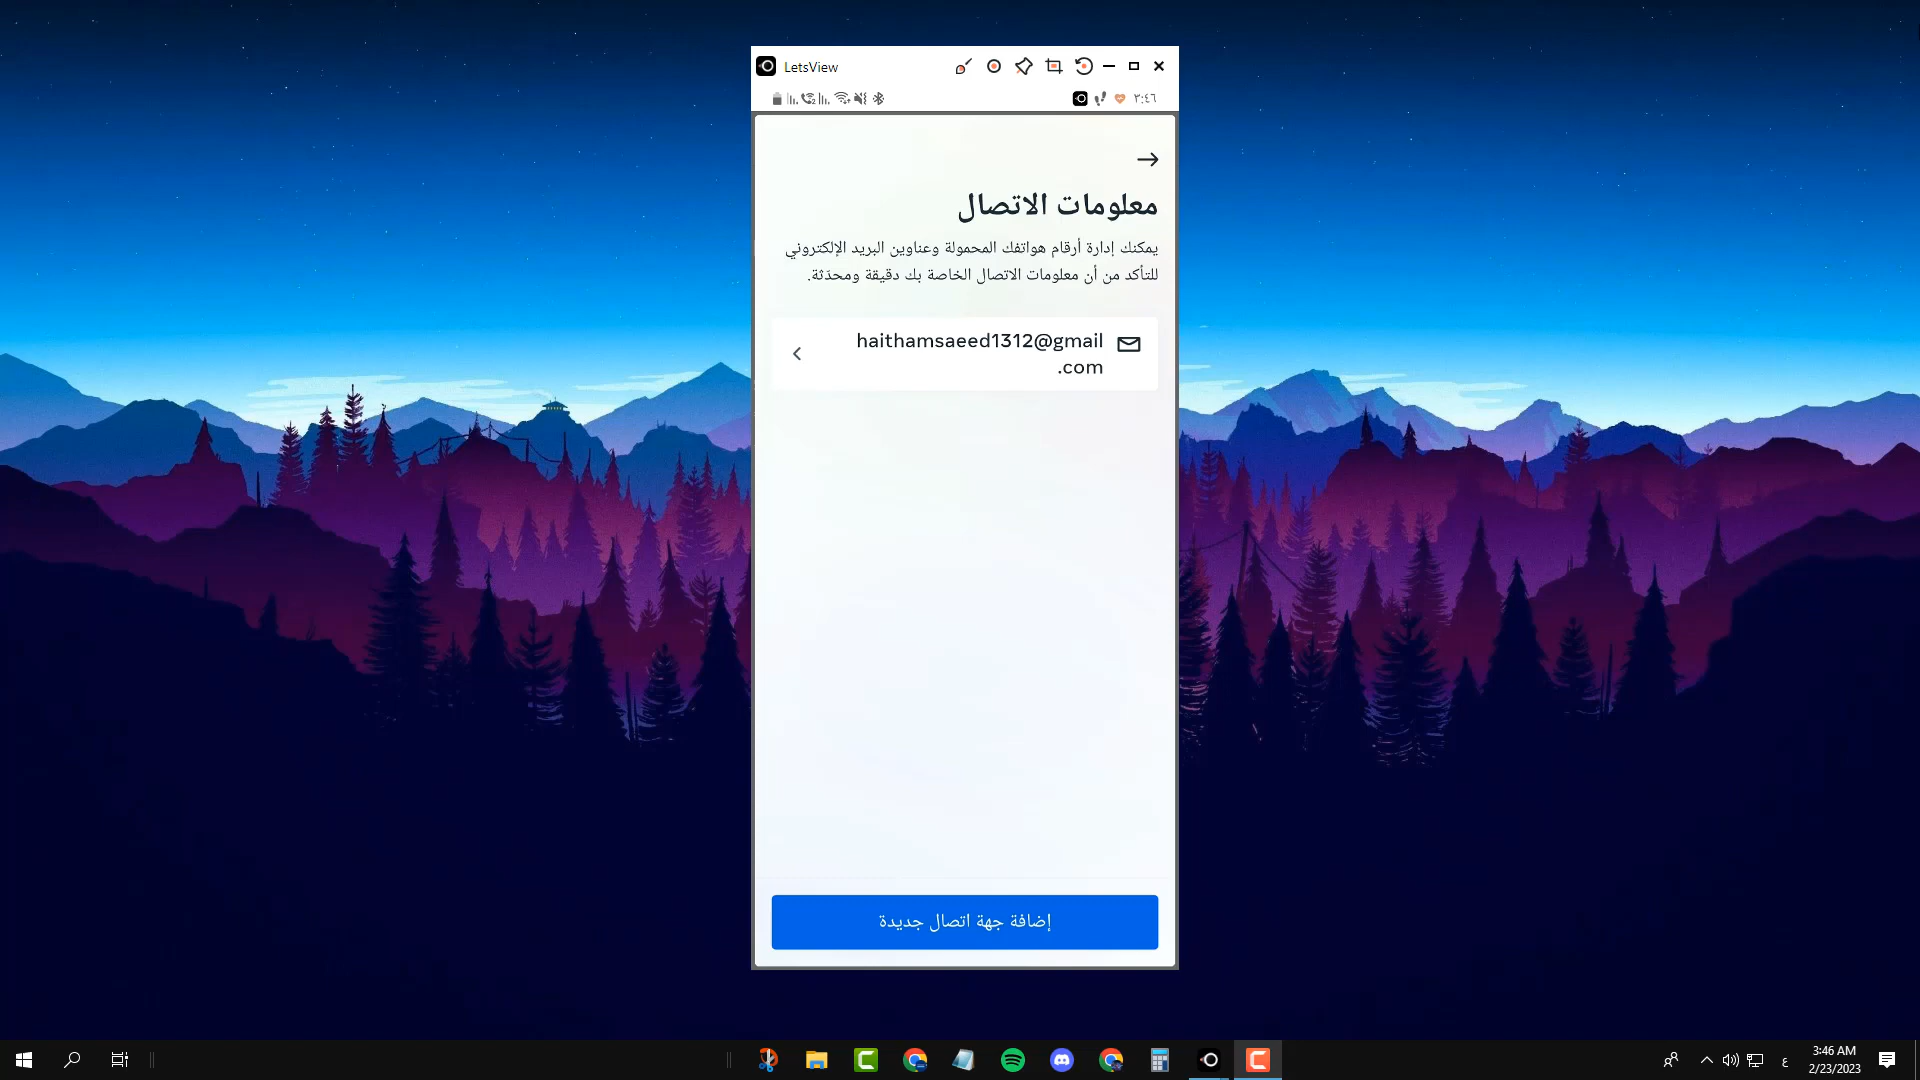 LetsView
٣:٤٦
معلومات الاتصال
يمكنك إدارة أرقام هواتفك المحمولة وعناوين البريد الإلكتروني
للتأكد من أن معلومات الاتصال الخاصة بك دقيقة ومحدّثة.
haithamsaeed1312@gmail
.com
إضافة جهة اتصال جديدة
ع
3:46 AM
2/23/2023